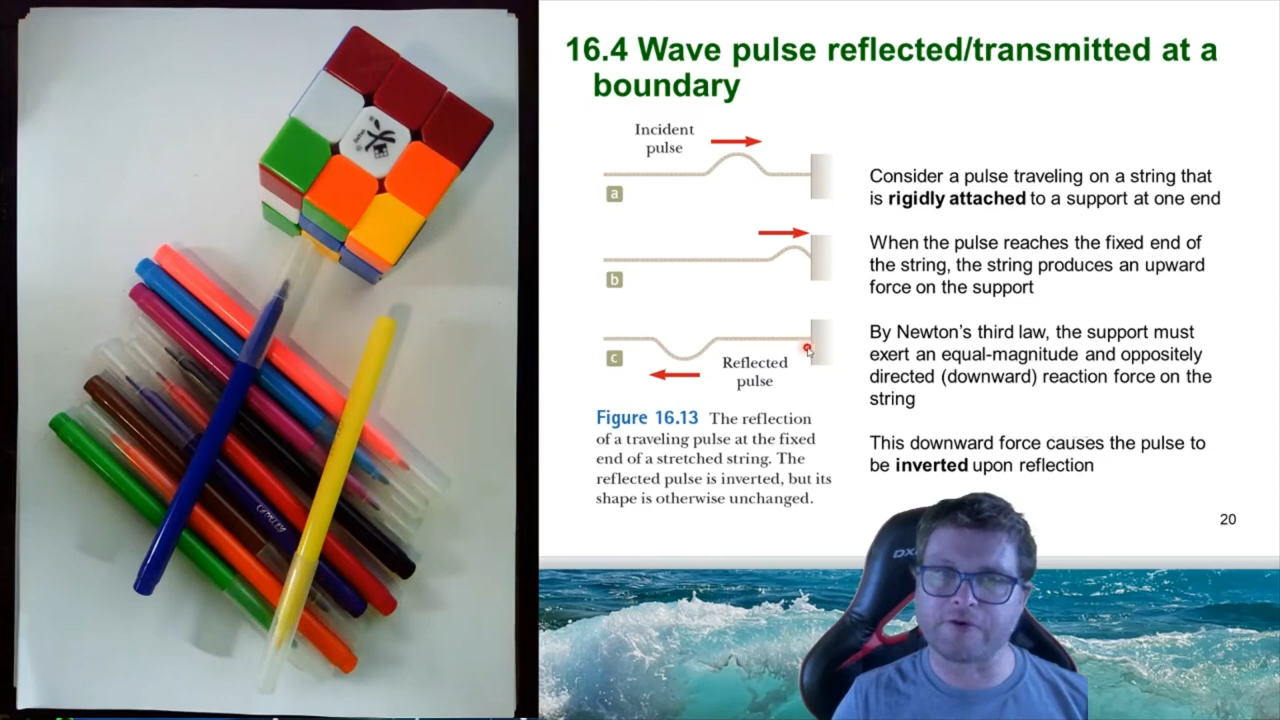 16.4 Wave pulse reflected/transmitted at a
boundary
Incident
pulse
a
b
c
Reflected
pulse
Figure 16.13 The reflection
of a traveling pulse at the fixed
end of a stretched string. The
reflected pulse is inverted, but its
shape is otherwise unchanged.
Consider a pulse traveling on a string that
is rigidly attached to a support at one end
When the pulse reaches the fixed end of
the string, the string produces an upward
force on the support
By Newton's third law, the support must
exert an equal-magnitude and oppositely
directed (downward) reaction force on the
string
This downward force causes the pulse to
be inverted upon reflection
20